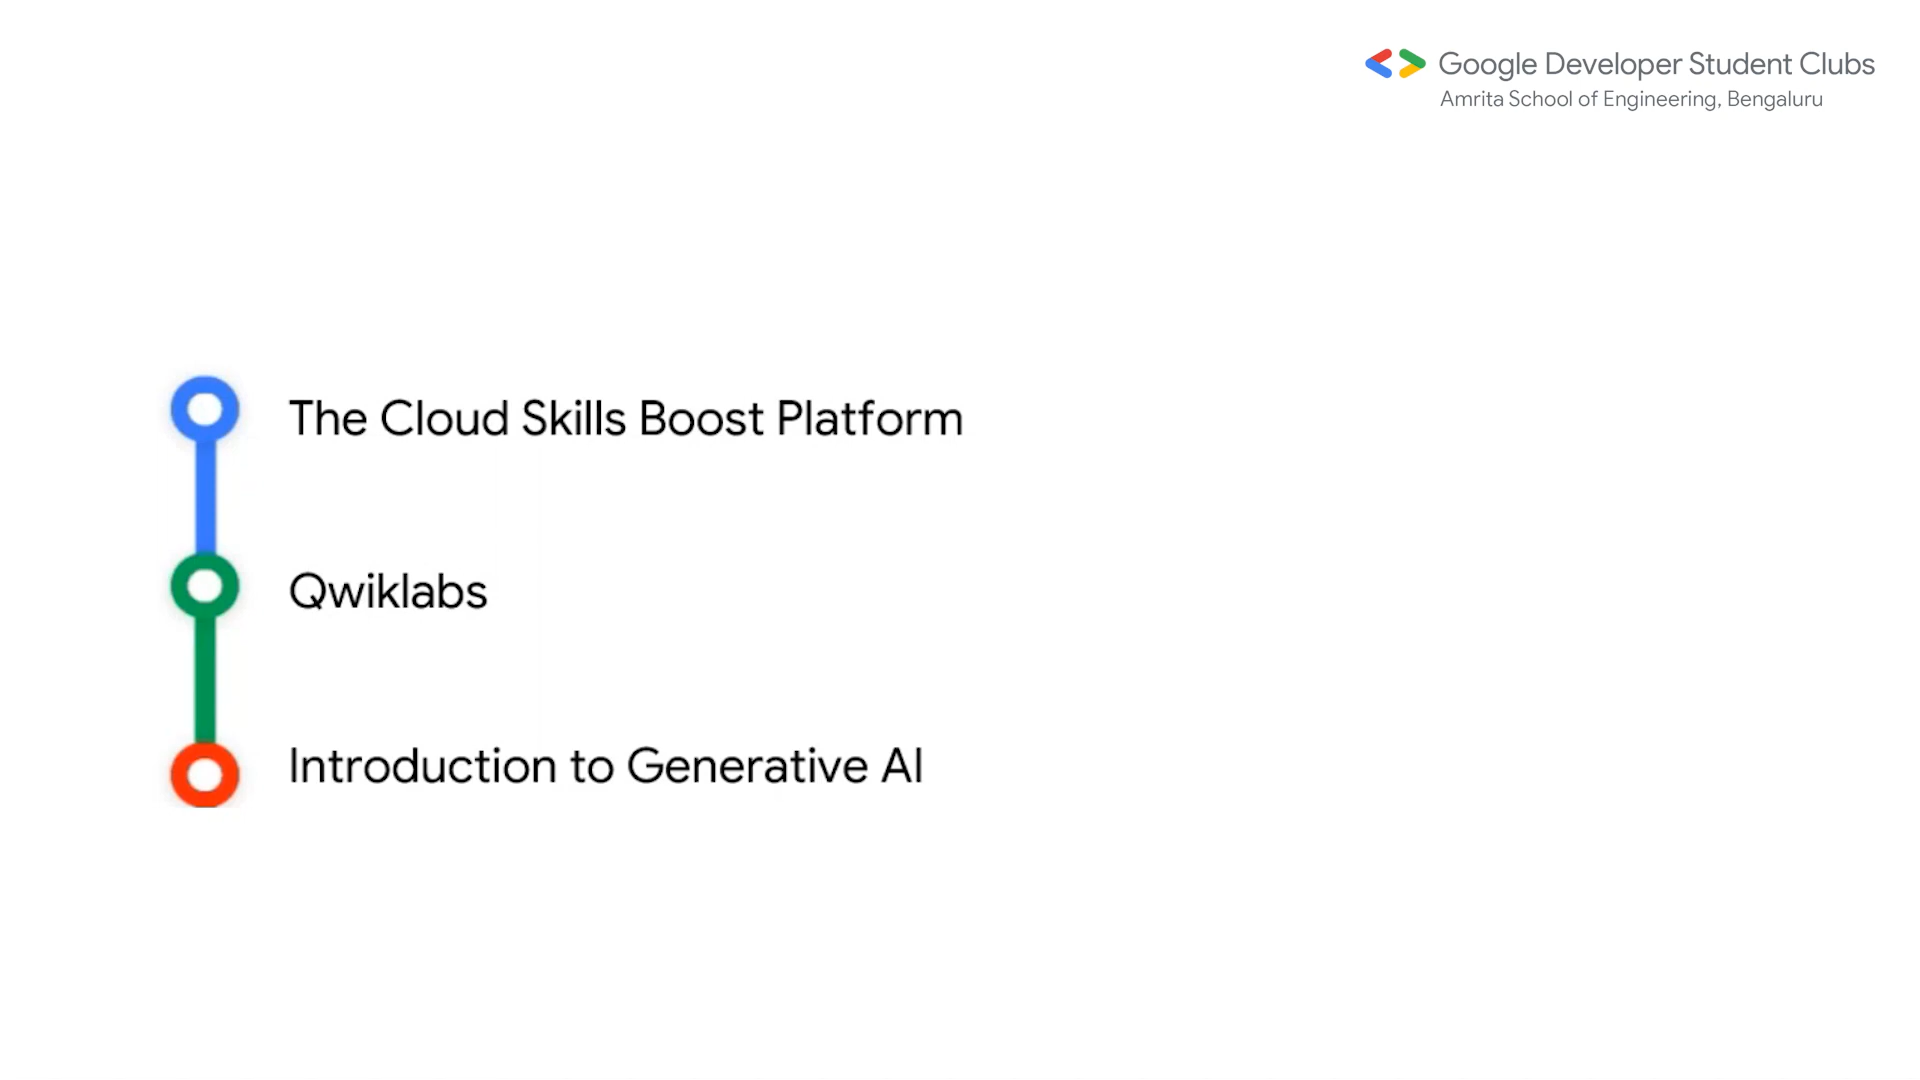 Google Developer Student Clubs
Amrita School of Engineering, Bengaluru
The Cloud Skills Boost Platform
Qwiklabs
Introduction to Generative AI